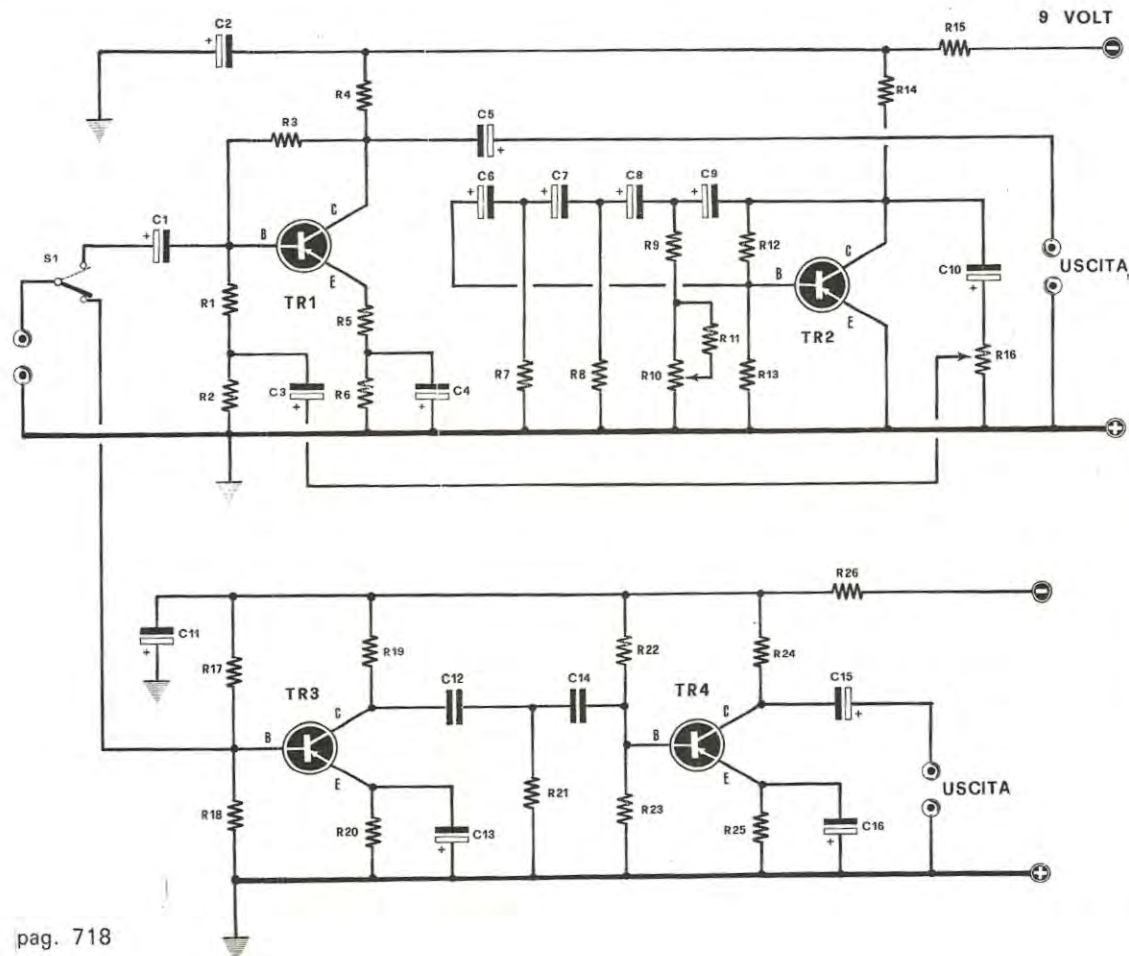 9 VOLT
C2
R15
R4
R14
R3
C5
C6
C7
C8
C9
C1
S1
B
C
E
TR1
R1
R5
R9
R12
B
C
E
TR2
C10
USCITA
R11
R2
C3
R6
C4
R7
R8
R10
R13
R16
R26
C11
R17
R19
R22
R24
TR3
C12
C14
TR4
C15
B
C
E
B
C
E
R18
R20
C13
R21
R23
R25
C16
USCITA
pag. 718